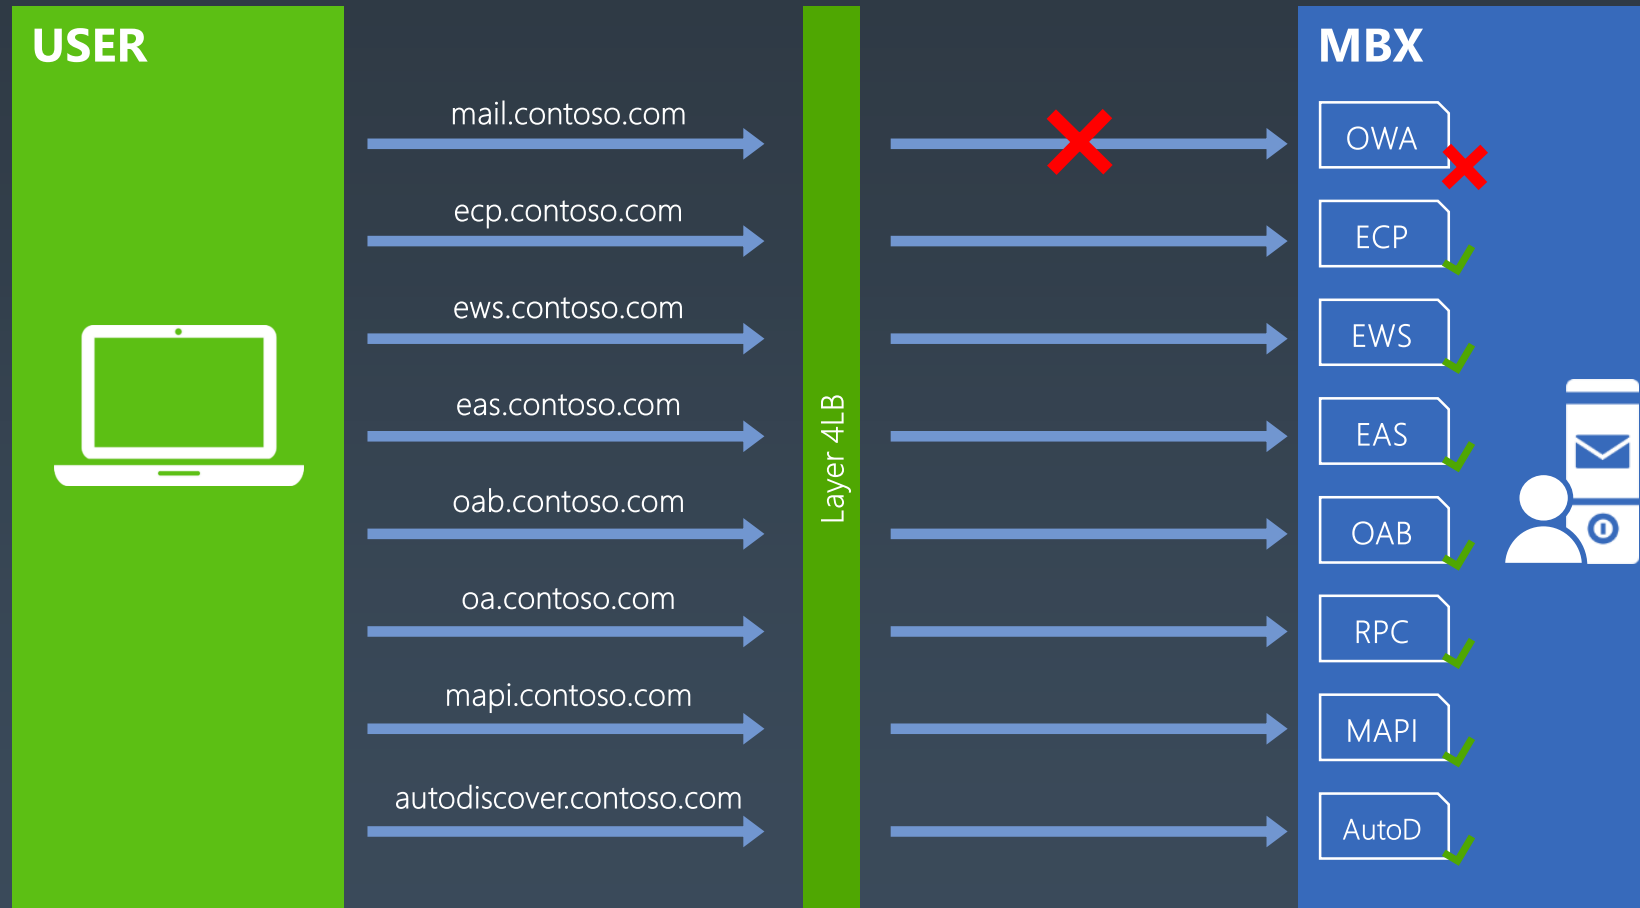 USER
MBX
mail.contoso.com
OWA
ecp.contoso.com
ECP
ews.contoso.com
EWS
eas.contoso.com
EAS
Layer 4LB
oab.contoso.com
OAB
oa.contoso.com
RPC
mapi.contoso.com
MAPI
autodiscover.contoso.com
AutoD